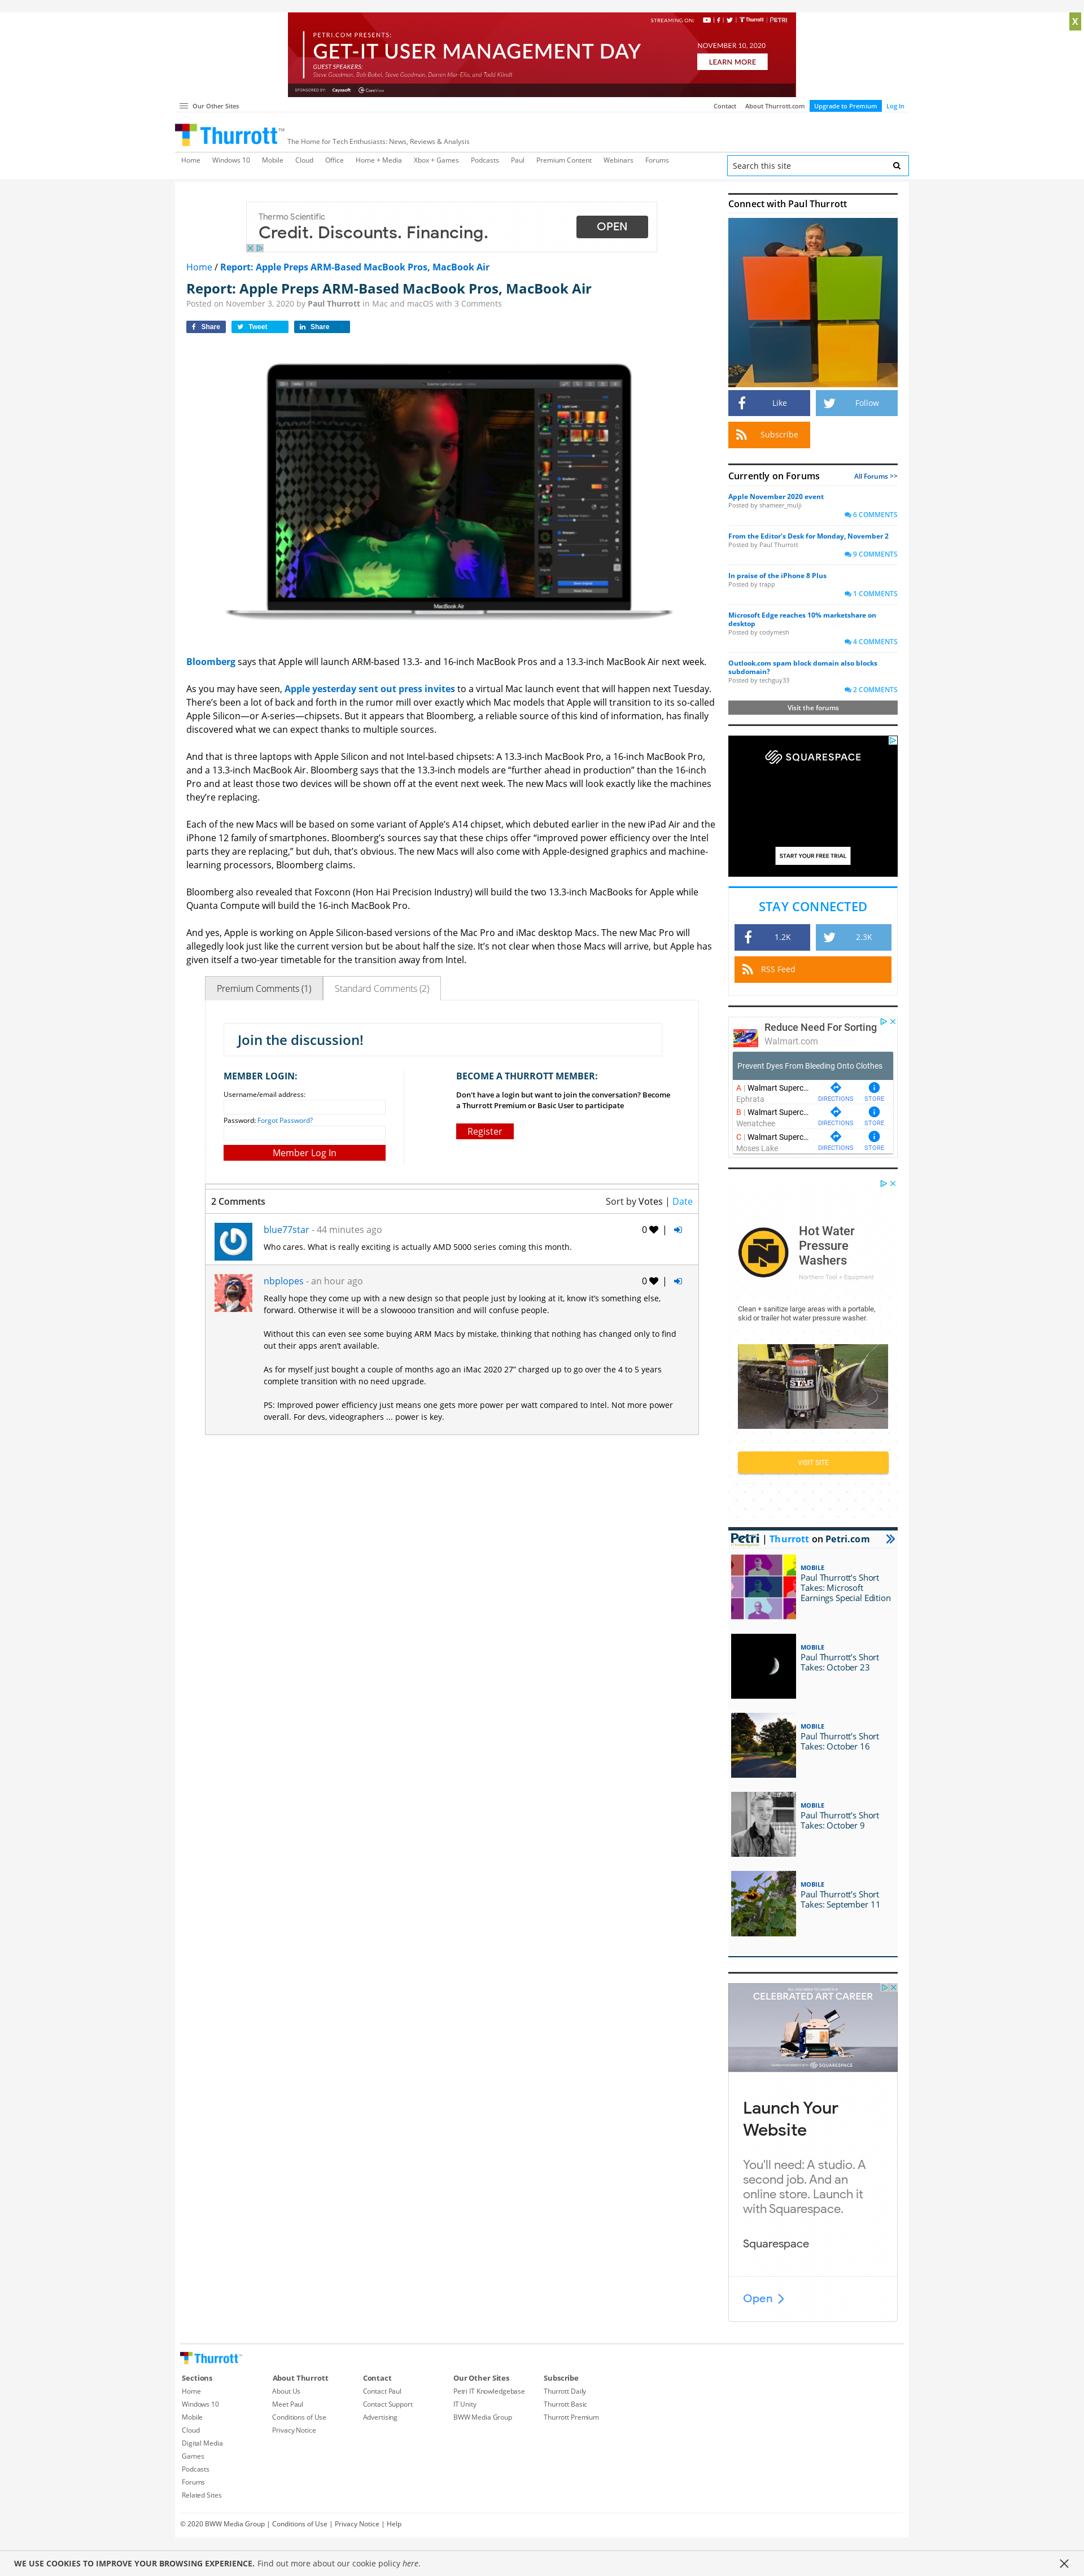 STREAMING ON: Thurrott PETRI
X
PETRI.COM PRESENTS:
GET-IT USER MANAGEMENT DAY
GUEST SPEAKERS:
Steve Goodman, Bob Bobel, Steve Goodman, Darren Mar-Elia, and Todd Klindt
NOVEMBER 10, 2020
LEARN MORE
SPONSORED BY: Cayosoft CoreView
Our Other Sites
Contact About Thurrott.com Upgrade to Premium Log In
Thurrott™ The Home for Tech Enthusiasts: News, Reviews & Analysis
Home Windows 10 Mobile Cloud Office Home + Media Xbox + Games Podcasts Paul Premium Content Webinars Forums
Search this site
Thermo Scientific
Credit. Discounts. Financing.
OPEN
Home / Report: Apple Preps ARM-Based MacBook Pros, MacBook Air
Report: Apple Preps ARM-Based MacBook Pros, MacBook Air
Posted on November 3, 2020 by Paul Thurrott in Mac and macOS with 3 Comments
Share Tweet Share
MacBook Air
Bloomberg says that Apple will launch ARM-based 13.3- and 16-inch MacBook Pros and a 13.3-inch MacBook Air next week.
As you may have seen, Apple yesterday sent out press invites to a virtual Mac launch event that will happen next Tuesday.
There's been a lot of back and forth in the rumor mill over exactly which Mac models that Apple will transition to its so-called
Apple Silicon—or A-series—chipsets. But it appears that Bloomberg, a reliable source of this kind of information, has finally
discovered what we can expect thanks to multiple sources.
And that is three laptops with Apple Silicon and not Intel-based chipsets: A 13.3-inch MacBook Pro, a 16-inch MacBook Pro,
and a 13.3-inch MacBook Air. Bloomberg says that the 13.3-inch models are "further ahead in production" than the 16-inch
Pro and at least those two devices will be shown off at the event next week. The new Macs will look exactly like the machines
they're replacing.
Each of the new Macs will be based on some variant of Apple's A14 chipset, which debuted earlier in the new iPad Air and the
iPhone 12 family of smartphones. Bloomberg's sources say that these chips offer "improved power efficiency over the Intel
parts they are replacing," but duh, that's obvious. The new Macs will also come with Apple-designed graphics and machine-
learning processors, Bloomberg claims.
Bloomberg also revealed that Foxconn (Hon Hai Precision Industry) will build the two 13.3-inch MacBooks for Apple while
Quanta Compute will build the 16-inch MacBook Pro.
And yes, Apple is working on Apple Silicon-based versions of the Mac Pro and iMac desktop Macs. The new Mac Pro will
allegedly look just like the current version but be about half the size. It's not clear when those Macs will arrive, but Apple has
given itself a two-year timetable for the transition away from Intel.
Premium Comments (1) Standard Comments (2)
Join the discussion!
MEMBER LOGIN:
Username/email address:
Password: Forgot Password?
Member Log In
BECOME A THURROTT MEMBER:
Don't have a login but want to join the conversation? Become
a Thurrott Premium or Basic User to participate
Register
2 Comments
Sort by Votes | Date
blue77star - 44 minutes ago
0 |
Who cares. What is really exciting is actually AMD 5000 series coming this month.
nbplopes - an hour ago
0 |
Really hope they come up with a new design so that people just by looking at it, know it's something else,
forward. Otherwise it will be a slowoooo transition and will confuse people.
Without this can even see some buying ARM Macs by mistake, thinking that nothing has changed only to find
out their apps aren't available.
As for myself just bought a couple of months ago an iMac 2020 27" charged up to go over the 4 to 5 years
complete transition with no need upgrade.
PS: Improved power efficiency just means one gets more power per watt compared to Intel. Not more power
overall. For devs, videographers ... power is key.
Connect with Paul Thurrott
Like
Follow
Subscribe
Currently on Forums
All Forums >>
Apple November 2020 event
Posted by shameer_mulji
6 COMMENTS
From the Editor's Desk for Monday, November 2
Posted by Paul Thurrott
9 COMMENTS
In praise of the iPhone 8 Plus
Posted by trapp
1 COMMENTS
Microsoft Edge reaches 10% marketshare on
desktop
Posted by codymesh
4 COMMENTS
Outlook.com spam block domain also blocks
subdomain?
Posted by techguy33
2 COMMENTS
Visit the forums
SQUARESPACE
START YOUR FREE TRIAL
STAY CONNECTED
1.2K
2.3K
RSS Feed
Reduce Need For Sorting
Walmart.com
Prevent Dyes From Bleeding Onto Clothes
A | Walmart Superc...
Ephrata
DIRECTIONS STORE
B | Walmart Superc...
Wenatchee
DIRECTIONS STORE
C | Walmart Superc...
Moses Lake
DIRECTIONS STORE
Hot Water
Pressure
Washers
Northern Tool + Equipment
Clean + sanitize large areas with a portable,
skid or trailer hot water pressure washer.
STAR
VISIT SITE
Petri | Thurrott on Petri.com
MOBILE
Paul Thurrott's Short
Takes: Microsoft
Earnings Special Edition
MOBILE
Paul Thurrott's Short
Takes: October 23
MOBILE
Paul Thurrott's Short
Takes: October 16
MOBILE
Paul Thurrott's Short
Takes: October 9
MOBILE
Paul Thurrott's Short
Takes: September 11
CELEBRATED ART CAREER
SQUARESPACE
Launch Your
Website
You'll need: A studio. A
second job. And an
online store. Launch it
with Squarespace.
Squarespace
Open
Thurrott
Sections
Home
Windows 10
Mobile
Cloud
Digital Media
Games
Podcasts
Forums
Related Sites
About Thurrott
About Us
Meet Paul
Conditions of Use
Privacy Notice
Contact
Contact Paul
Contact Support
Advertising
Our Other Sites
Petri IT Knowledgebase
IT Unity
BWW Media Group
Subscribe
Thurrott Daily
Thurrott Basic
Thurrott Premium
© 2020 BWW Media Group | Conditions of Use | Privacy Notice | Help
WE USE COOKIES TO IMPROVE YOUR BROWSING EXPERIENCE. Find out more about our cookie policy here.